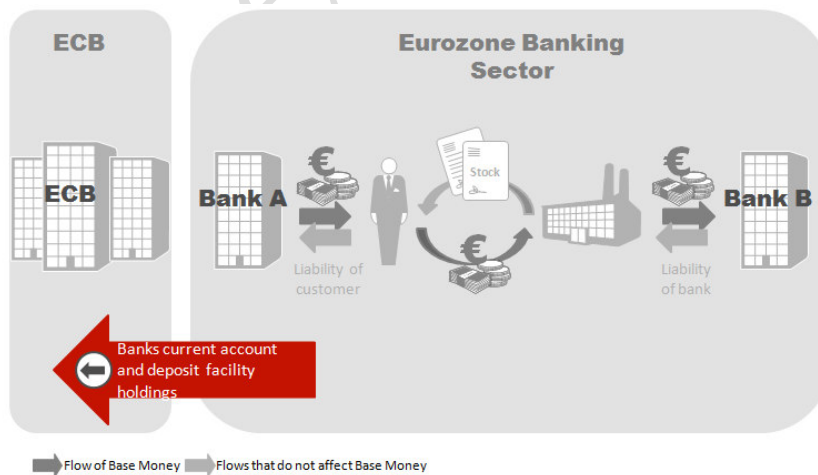 ECB
Eurozone Banking
Sector
€
€
Stock
ECB
Bank A
Bank B
€
Liability of
customer
Liability
of bank
Banks current account
and deposit facility
holdings
Flow of Base Money
Flows that do not affect Base Money